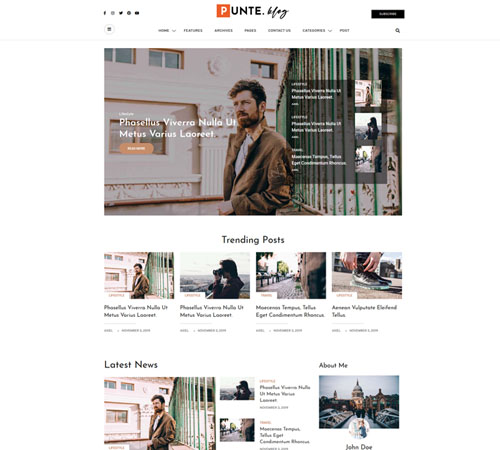 PUNTE. blog
SUBSCRIBE
HOME FEATURES ARCHIVES PAGES CONTACT US CATEGORIES POST
LIFESTYLE
Phasellus Viverra Nulla Ut
Metus Varius Laoreet.
READ MORE
LIFESTYLE
Phasellus Viverra Nulla Ut
Metus Varius Laoreet.
AXEL
LIFESTYLE
Phasellus Viverra Nulla Ut
Metus Varius Laoreet.
AXEL
TRAVEL
Maecenas Tempus, Tellus
Eget Condimentum Rhoncus.
AXEL
Trending Posts
LIFESTYLE
Phasellus Viverra Nulla Ut
Metus Varius Laoreet.
AXEL NOVEMBER 5, 2019
LIFESTYLE
Phasellus Viverra Nulla Ut
Metus Varius Laoreet.
AXEL NOVEMBER 5, 2019
TRAVEL
Maecenas Tempus, Tellus
Eget Condimentum Rhoncus.
AXEL NOVEMBER 5, 2019
LIFESTYLE
Aenean Vulputate Eleifend
Tellus.
AXEL NOVEMBER 5, 2019
Latest News
LIFESTYLE
LIFESTYLE
Phasellus Viverra Nulla Ut
Metus Varius Laoreet.
NOVEMBER 5, 2019
TRAVEL
Maecenas Tempus, Tellus
Eget Condimentum
Rhoncus.
NOVEMBER 5, 2019
About Me
John Doe